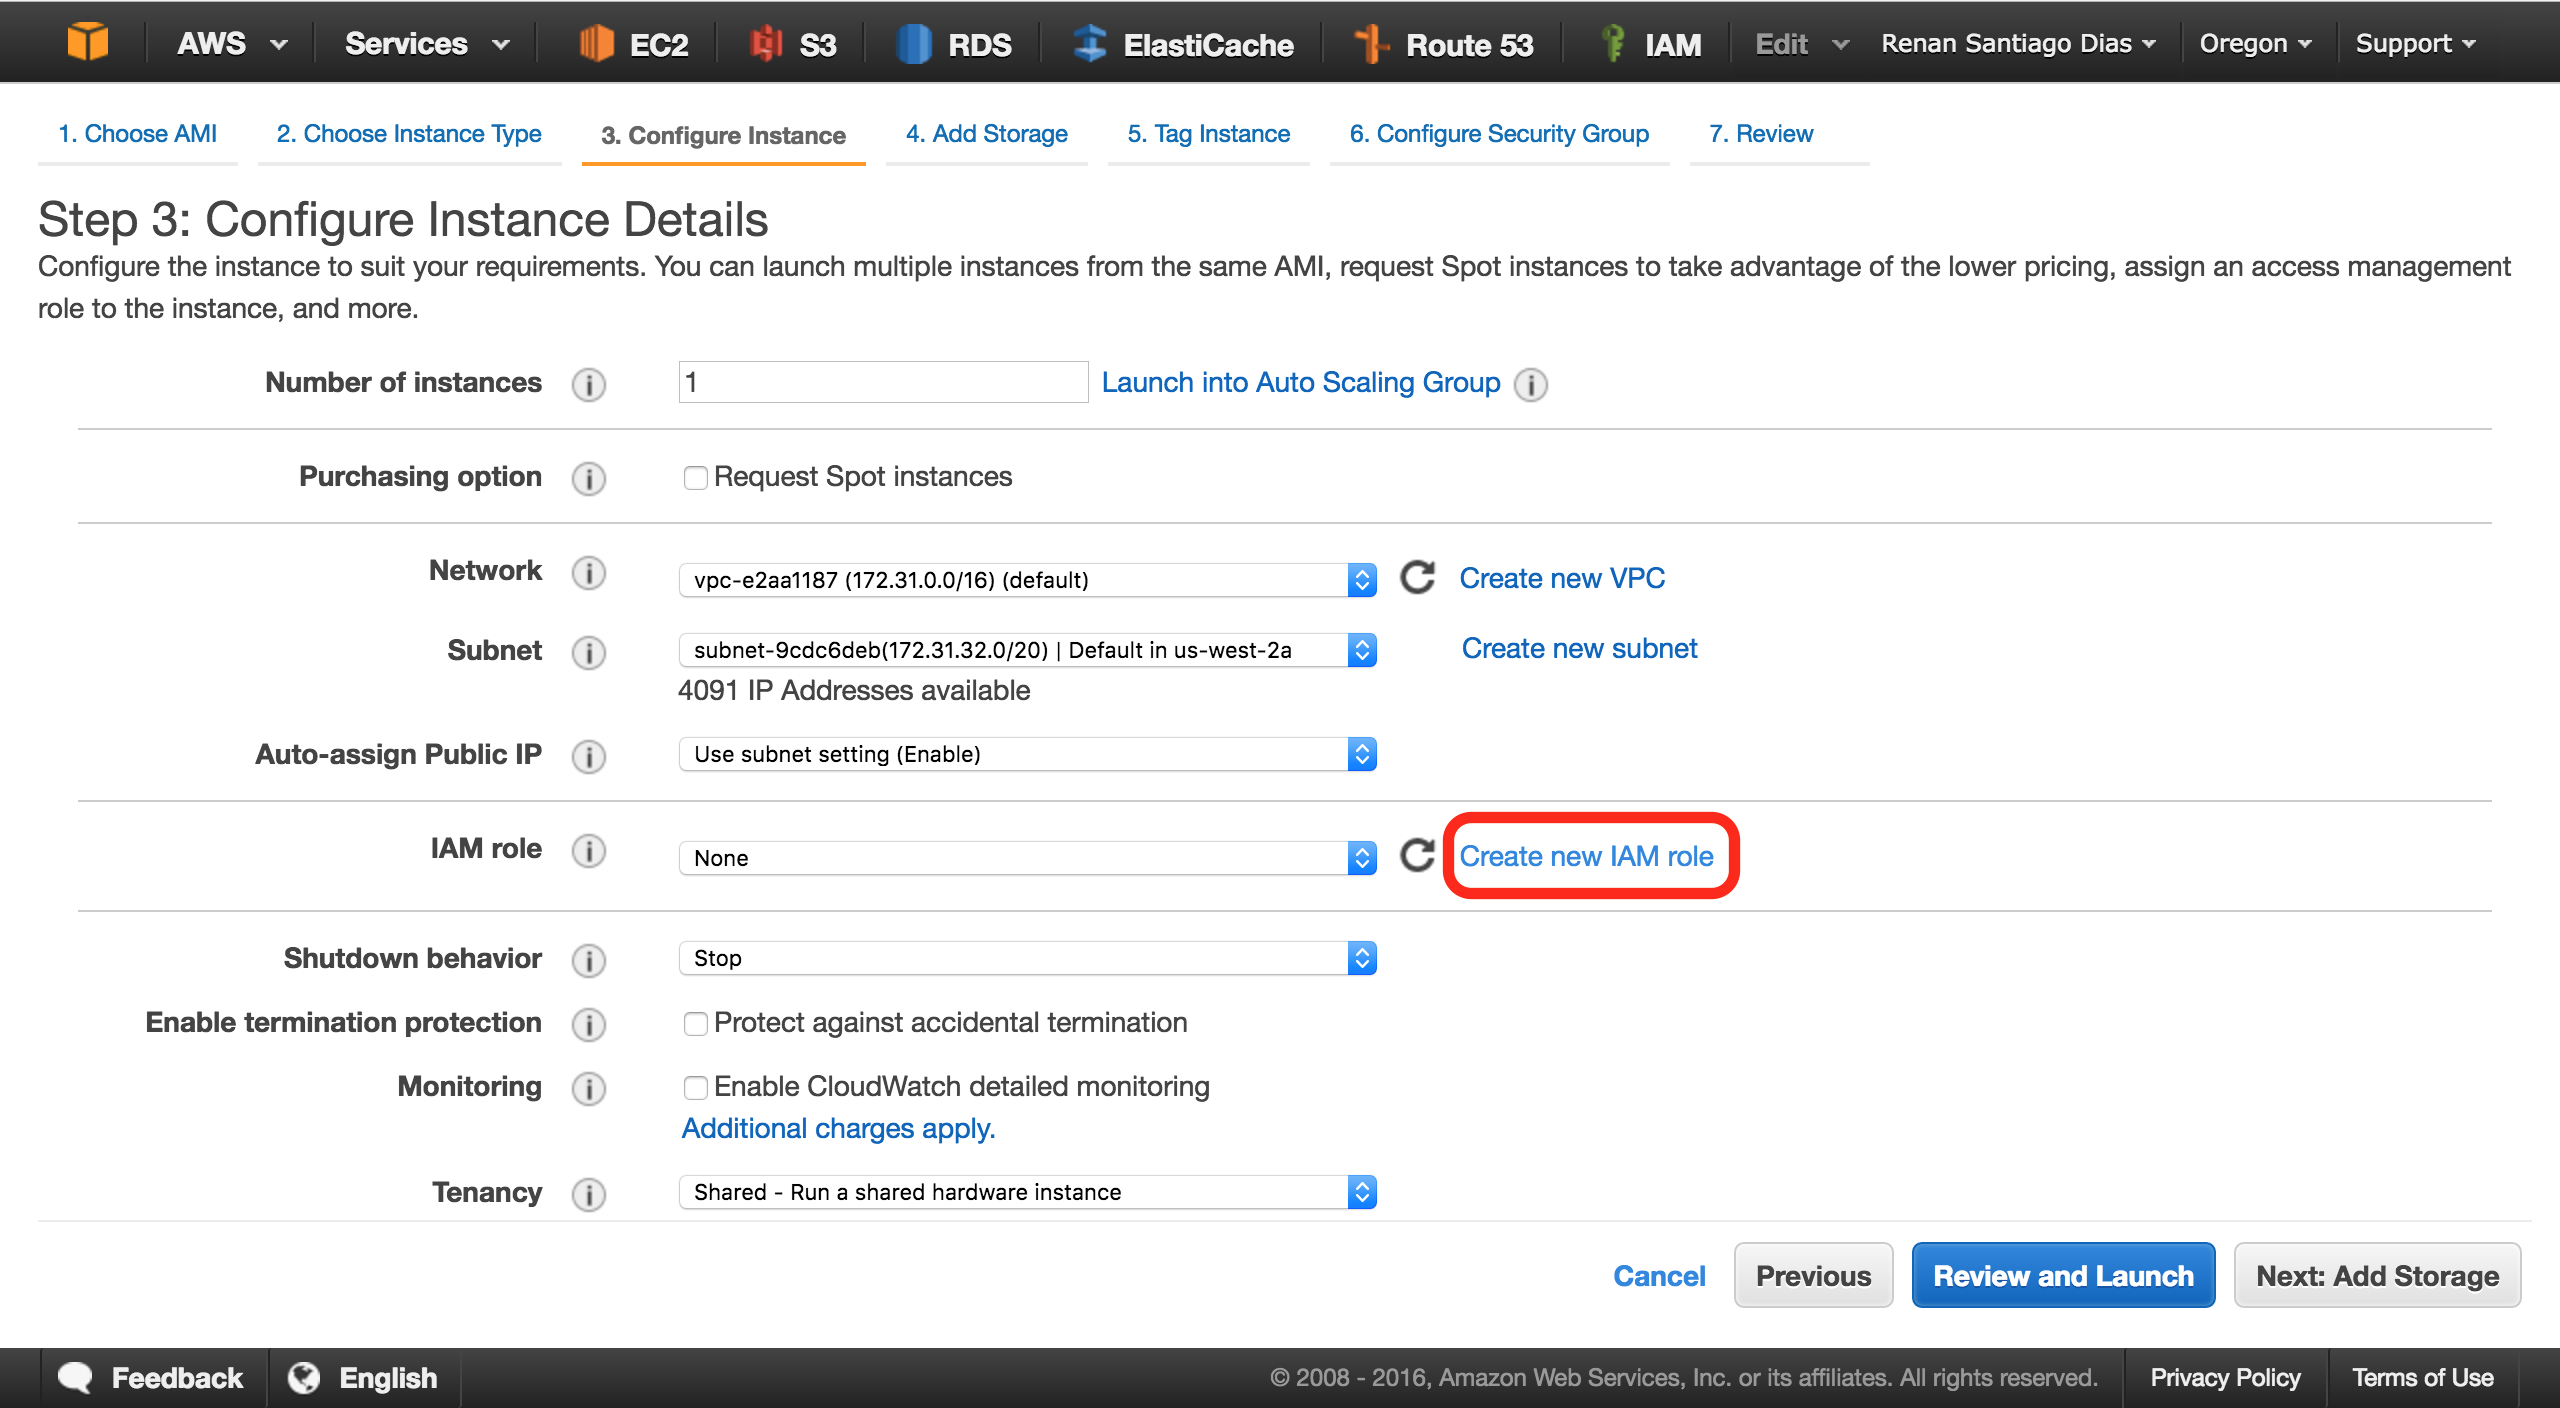 AWS Services EC2 S3 RDS ElastiCache Route 53 IAM Edit Renan Santiago Dias Oregon Support
1. Choose AMI 2. Choose Instance Type 3. Configure Instance 4. Add Storage 5. Tag Instance 6. Configure Security Group 7. Review
Step 3: Configure Instance Details
Configure the instance to suit your requirements. You can launch multiple instances from the same AMI, request Spot instances to take advantage of the lower pricing, assign an access management
role to the instance, and more.
Number of instances i 1 Launch into Auto Scaling Group i
Purchasing option i Request Spot instances
Network i vpc-e2aa1187 (172.31.0.0/16) (default) Create new VPC
Subnet i subnet-9cdc6deb(172.31.32.0/20) | Default in us-west-2a Create new subnet
4091 IP Addresses available
Auto-assign Public IP i Use subnet setting (Enable)
IAM role i None Create new IAM role
Shutdown behavior i Stop
Enable termination protection i Protect against accidental termination
Monitoring i Enable CloudWatch detailed monitoring
Additional charges apply.
Tenancy i Shared - Run a shared hardware instance
Cancel Previous Review and Launch Next: Add Storage
Feedback English © 2008 - 2016, Amazon Web Services, Inc. or its affiliates. All rights reserved. Privacy Policy Terms of Use